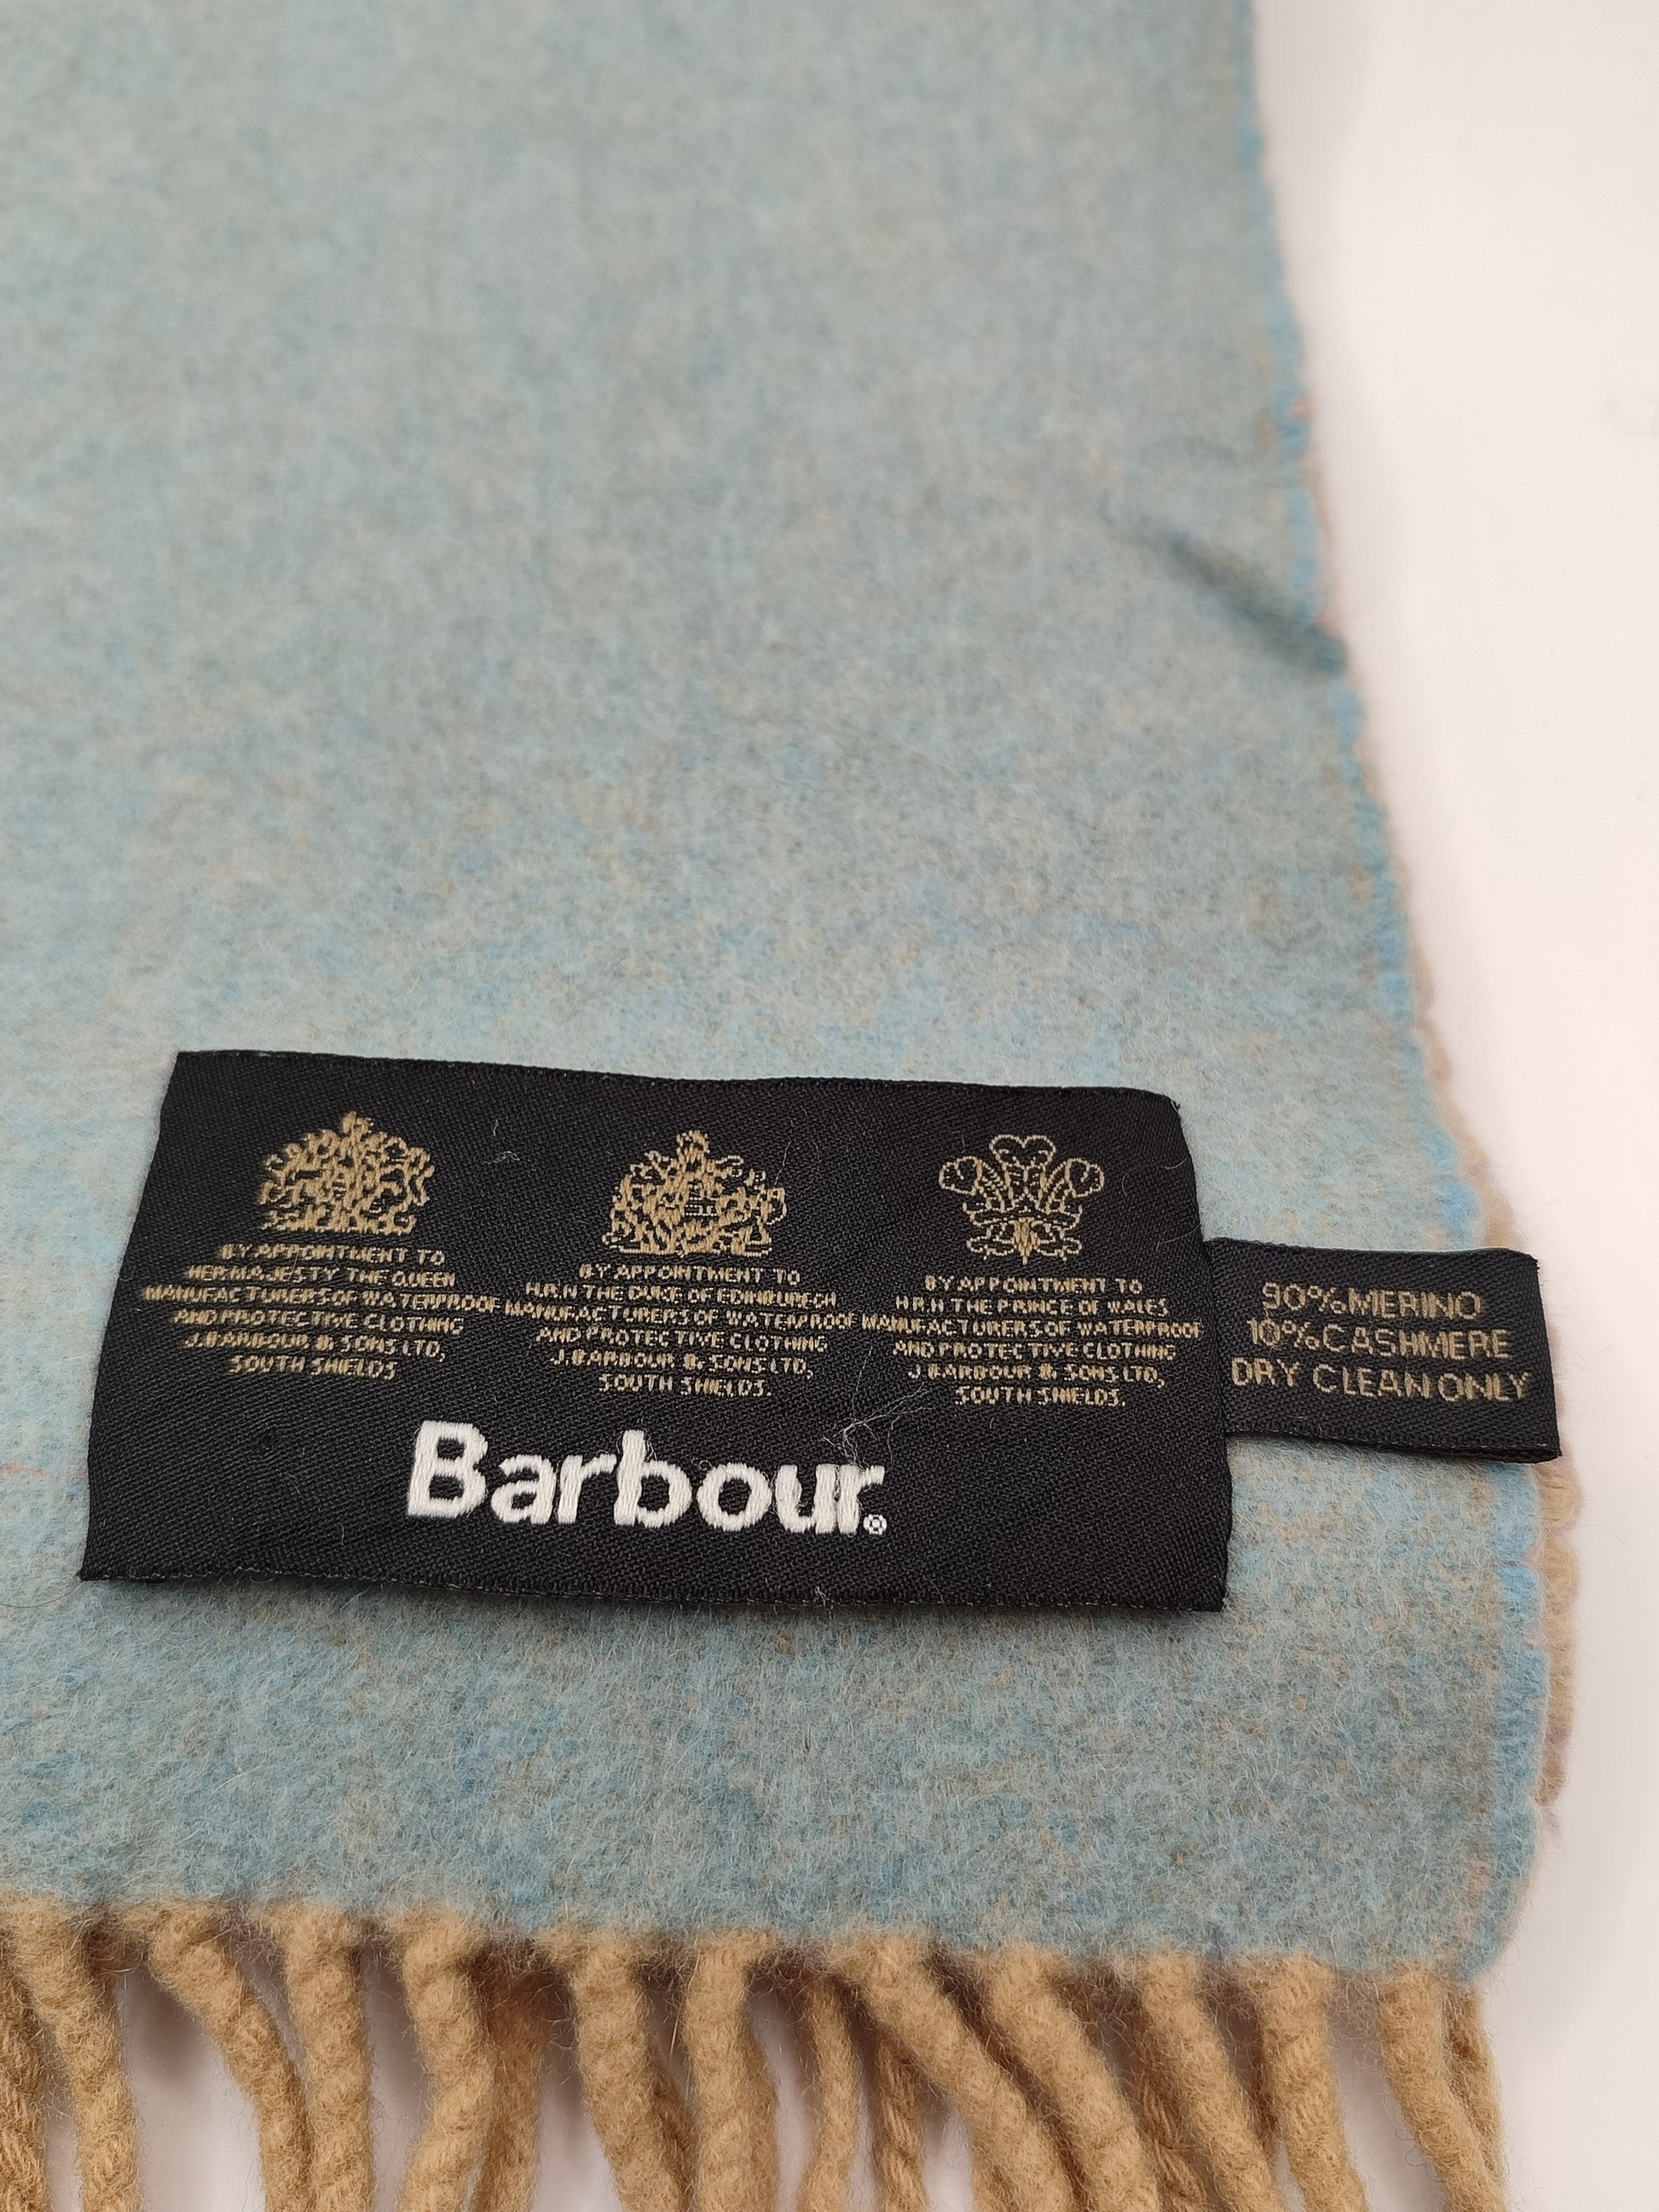 BY APPOINTMENT TO
HER MAJESTY THE QUEEN
MANUFACTURERS OF WATERPROOF
AND PROTECTIVE CLOTHING
J. BARBOUR & SONS LTD,
SOUTH SHIELDS
BY APPOINTMENT TO
H.R.H THE DUKE OF EDINBURGH
MANUFACTURERS OF WATERPROOF
AND PROTECTIVE CLOTHING
J. BARBOUR & SONS LTD,
SOUTH SHIELDS.
BY APPOINTMENT TO
H.R.H THE PRINCE OF WALES
MANUFACTURERS OF WATERPROOF
AND PROTECTIVE CLOTHING
J. BARBOUR & SONS LTD,
SOUTH SHIELDS.
Barbour®
90% MERINO
10% CASHMERE
DRY CLEAN ONLY